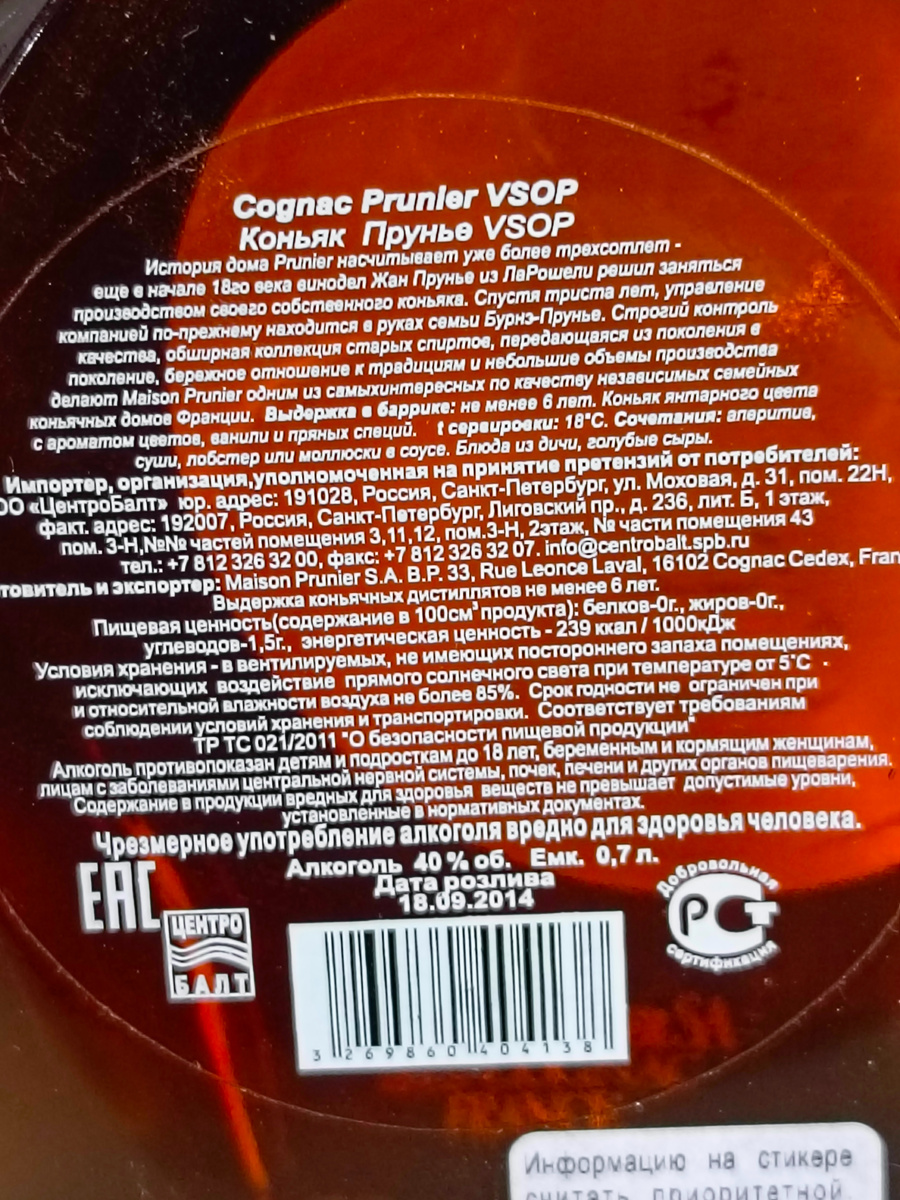 Cognac Prunier VSOP
Коньяк Прунье VSOP
История дома Prunier насчитывает уже более трехсотлет -
еще в начале 18го века винодел Жан Прунье из ЛаРошели решил заняться
производством своего собственного коньяка. Спустя триста лет, управление
компанией по-прежнему находится в руках семьи Бурнэ-Прунье. Строгий контроль
качества, обширная коллекция старых спиртов, передающаяся из поколения в
поколение, бережное отношение к традициям и небольшие объемы производства
делают Maison Prunier одним из самыхинтересных по качеству независимых семейных
коньячных домов Франции. Выдержка в баррике: не менее 6 лет. Коньяк янтарного цвета
с ароматом цветов, ванили и пряных специй. t сервировки: 18°С. Сочетания: аперитив,
суши, лобстер или моллюски в соусе. Блюда из дичи, голубые сыры.
Импортер, организация,уполномоченная на принятие претензий от потребителей:
ОО «ЦентроБалт» юр. адрес: 191028, Россия, Санкт-Петербург, ул. Моховая, д. 31, пом. 22Н,
факт. адрес: 192007, Россия, Санкт-Петербург, Лиговский пр., д. 236, лит. Б, 1 этаж,
пом. 3-Н,№№ частей помещения 3,11,12, пом.3-Н, 2этаж, № части помещения 43
тел.: +7 812 326 32 00, факс: +7 812 326 32 07. info@centrobalt.spb.ru
товитель и экспортер: Maison Prunier S.A. B.P. 33, Rue Leonce Laval, 16102 Cognac Cedex, Fran
Выдержка коньячных дистиллятов не менее 6 лет.
Пищевая ценность(содержание в 100см³ продукта): белков-0г., жиров-0г.,
углеводов-1,5г., энергетическая ценность - 239 ккал / 1000кДж
Условия хранения - в вентилируемых, не имеющих постороннего запаха помещениях,
исключающих воздействие прямого солнечного света при температуре от 5°С .
и относительной влажности воздуха не более 85%. Срок годности не ограничен при
соблюдении условий хранения и транспортировки. Соответствует требованиям
ТР ТС 021/2011 "О безопасности пищевой продукции"
Алкоголь противопоказан детям и подросткам до 18 лет, беременным и кормящим женщинам,
лицам с заболеваниями центральной нервной системы, почек, печени и других органов пищеварения.
Содержание в продукции вредных для здоровья веществ не превышает допустимые уровни,
установленные в нормативных документах.
Чрезмерное употребление алкоголя вредно для здоровья человека.
Алкоголь 40 % об. Емк. 0,7 л.
Дата розлива
18.09.2014
ЕАС
ЦЕНТРО
БАЛТ
Добровольная
РСТ
сертификация
3 269860 404138
FRANCE
Информацию на стикере
считать приоритетной